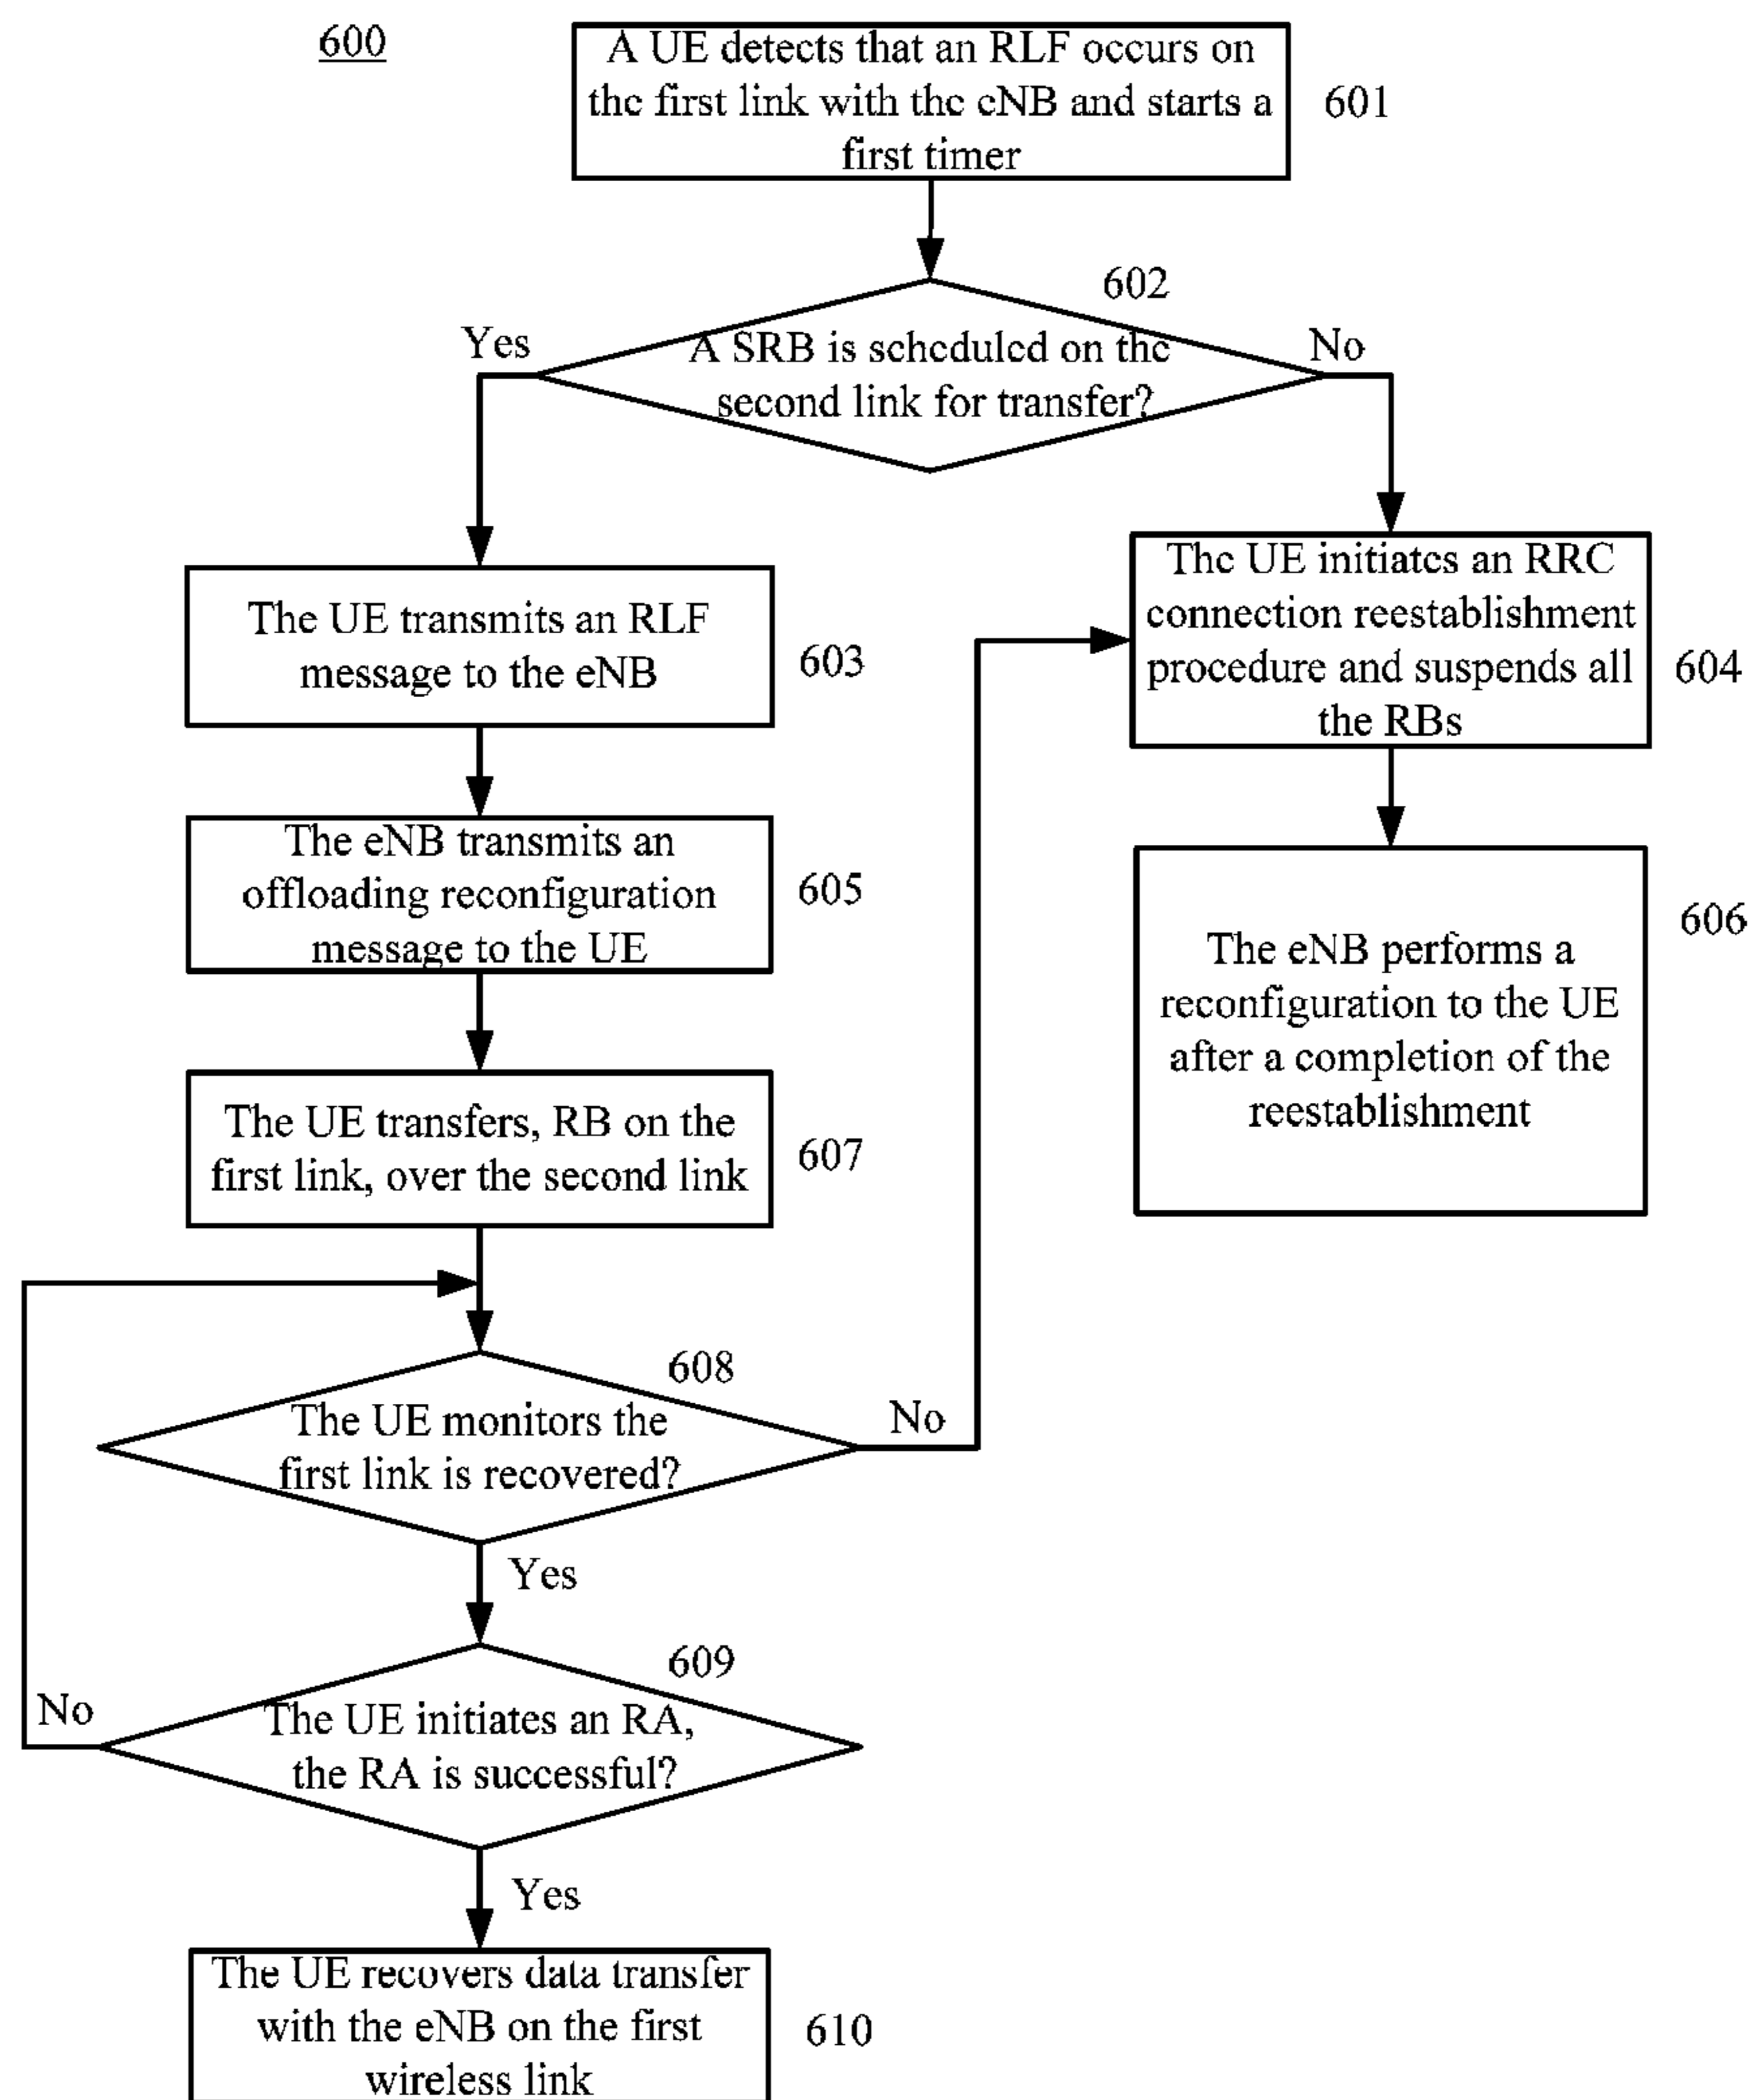 600
A UE detects that an RLF occurs on
the first link with the eNB and starts a
first timer
601
602
Yes
A SRB is scheduled on the
second link for transfer?
No
The UE transmits an RLF
message to the eNB
603
The UE initiates an RRC
connection reestablishment
procedure and suspends all
the RBs
604
The eNB transmits an
offloading reconfiguration
message to the UE
605
The eNB performs a
reconfiguration to the UE
after a completion of the
reestablishment
606
The UE transfers, RB on the
first link, over the second link
607
608
The UE monitors the
first link is recovered?
No
Yes
609
No
The UE initiates an RA,
the RA is successful?
Yes
The UE recovers data transfer
with the eNB on the first
wireless link
610